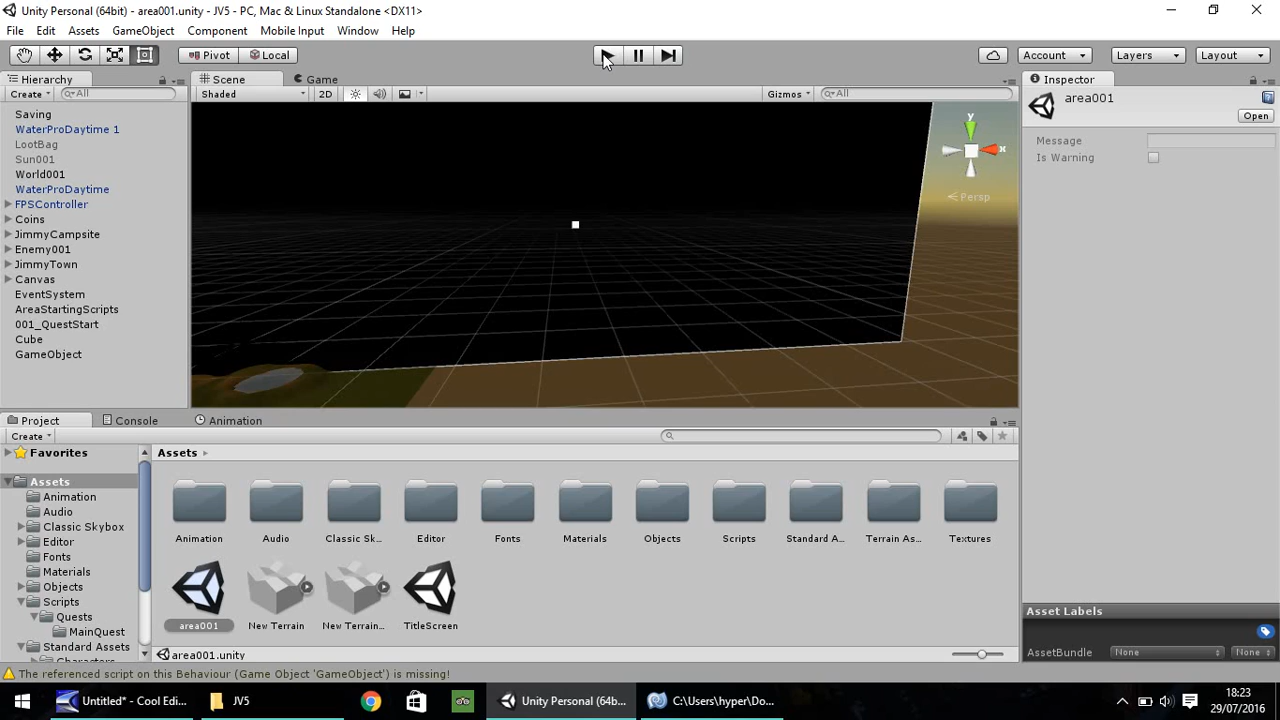 Unity Personal (64bit) - area001.unity - JV5 - PC, Mac & Linux Standalone <DX11>
File Edit Assets GameObject Component Mobile Input Window Help
Pivot Local Account Layers Layout
Hierarchy Scene Game Inspector
Create All Shaded 2D Gizmos All area001
Open
Saving
WaterProDaytime 1
LootBag
Sun001
World001
WaterProDaytime
FPSController
Coins
JimmyCampsite
Enemy001
JimmyTown
Canvas
EventSystem
AreaStartingScripts
001_QuestStart
Cube
GameObject
y
x
Persp
Message
Is Warning
Project Console Animation
Create
Favorites
Assets
Animation
Audio
Classic Skybox
Editor
Fonts
Materials
Objects
Scripts
Quests
MainQuest
Standard Assets
Characters
Assets
Animation Audio Classic Sk... Editor Fonts Materials Objects Scripts Standard A... Terrain As... Textures
area001 New Terrain New Terrain... TitleScreen
area001.unity
Asset Labels
AssetBundle None None
The referenced script on this Behaviour (Game Object 'GameObject') is missing!
Untitled* - Cool Edi... JV5 Unity Personal (64b... C:\Users\hyper\Do...
18:23
29/07/2016